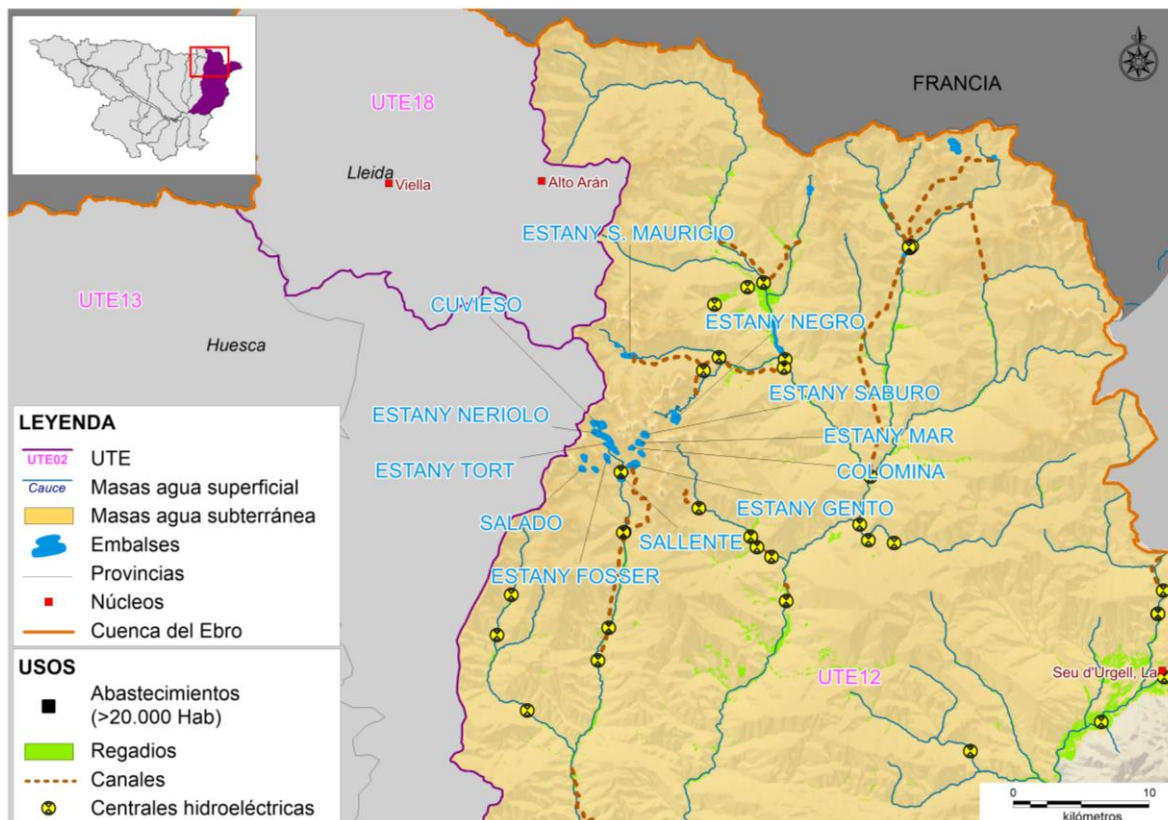 FRANCIA
UTE18
Lleida
Viella
Alto Arán
ESTANY S. MAURICIO
UTE13
CUVIESO
ESTANY NEGRO
Huesca
ESTANY SABURO
ESTANY NERIOLO
ESTANY MAR
ESTANY TORT
COLOMINA
ESTANY GENTO
SALADO
SALLENTE
ESTANY FOSSER
UTE12
Seu d'Urgell, La
LEYENDA
UTE02 UTE
Cauce Masas agua superficial
Masas agua subterránea
Embalses
Provincias
Núcleos
Cuenca del Ebro
USOS
Abastecimientos
(>20.000 Hab)
Regadios
Canales
Centrales hidroeléctricas
0 10
kilómetros